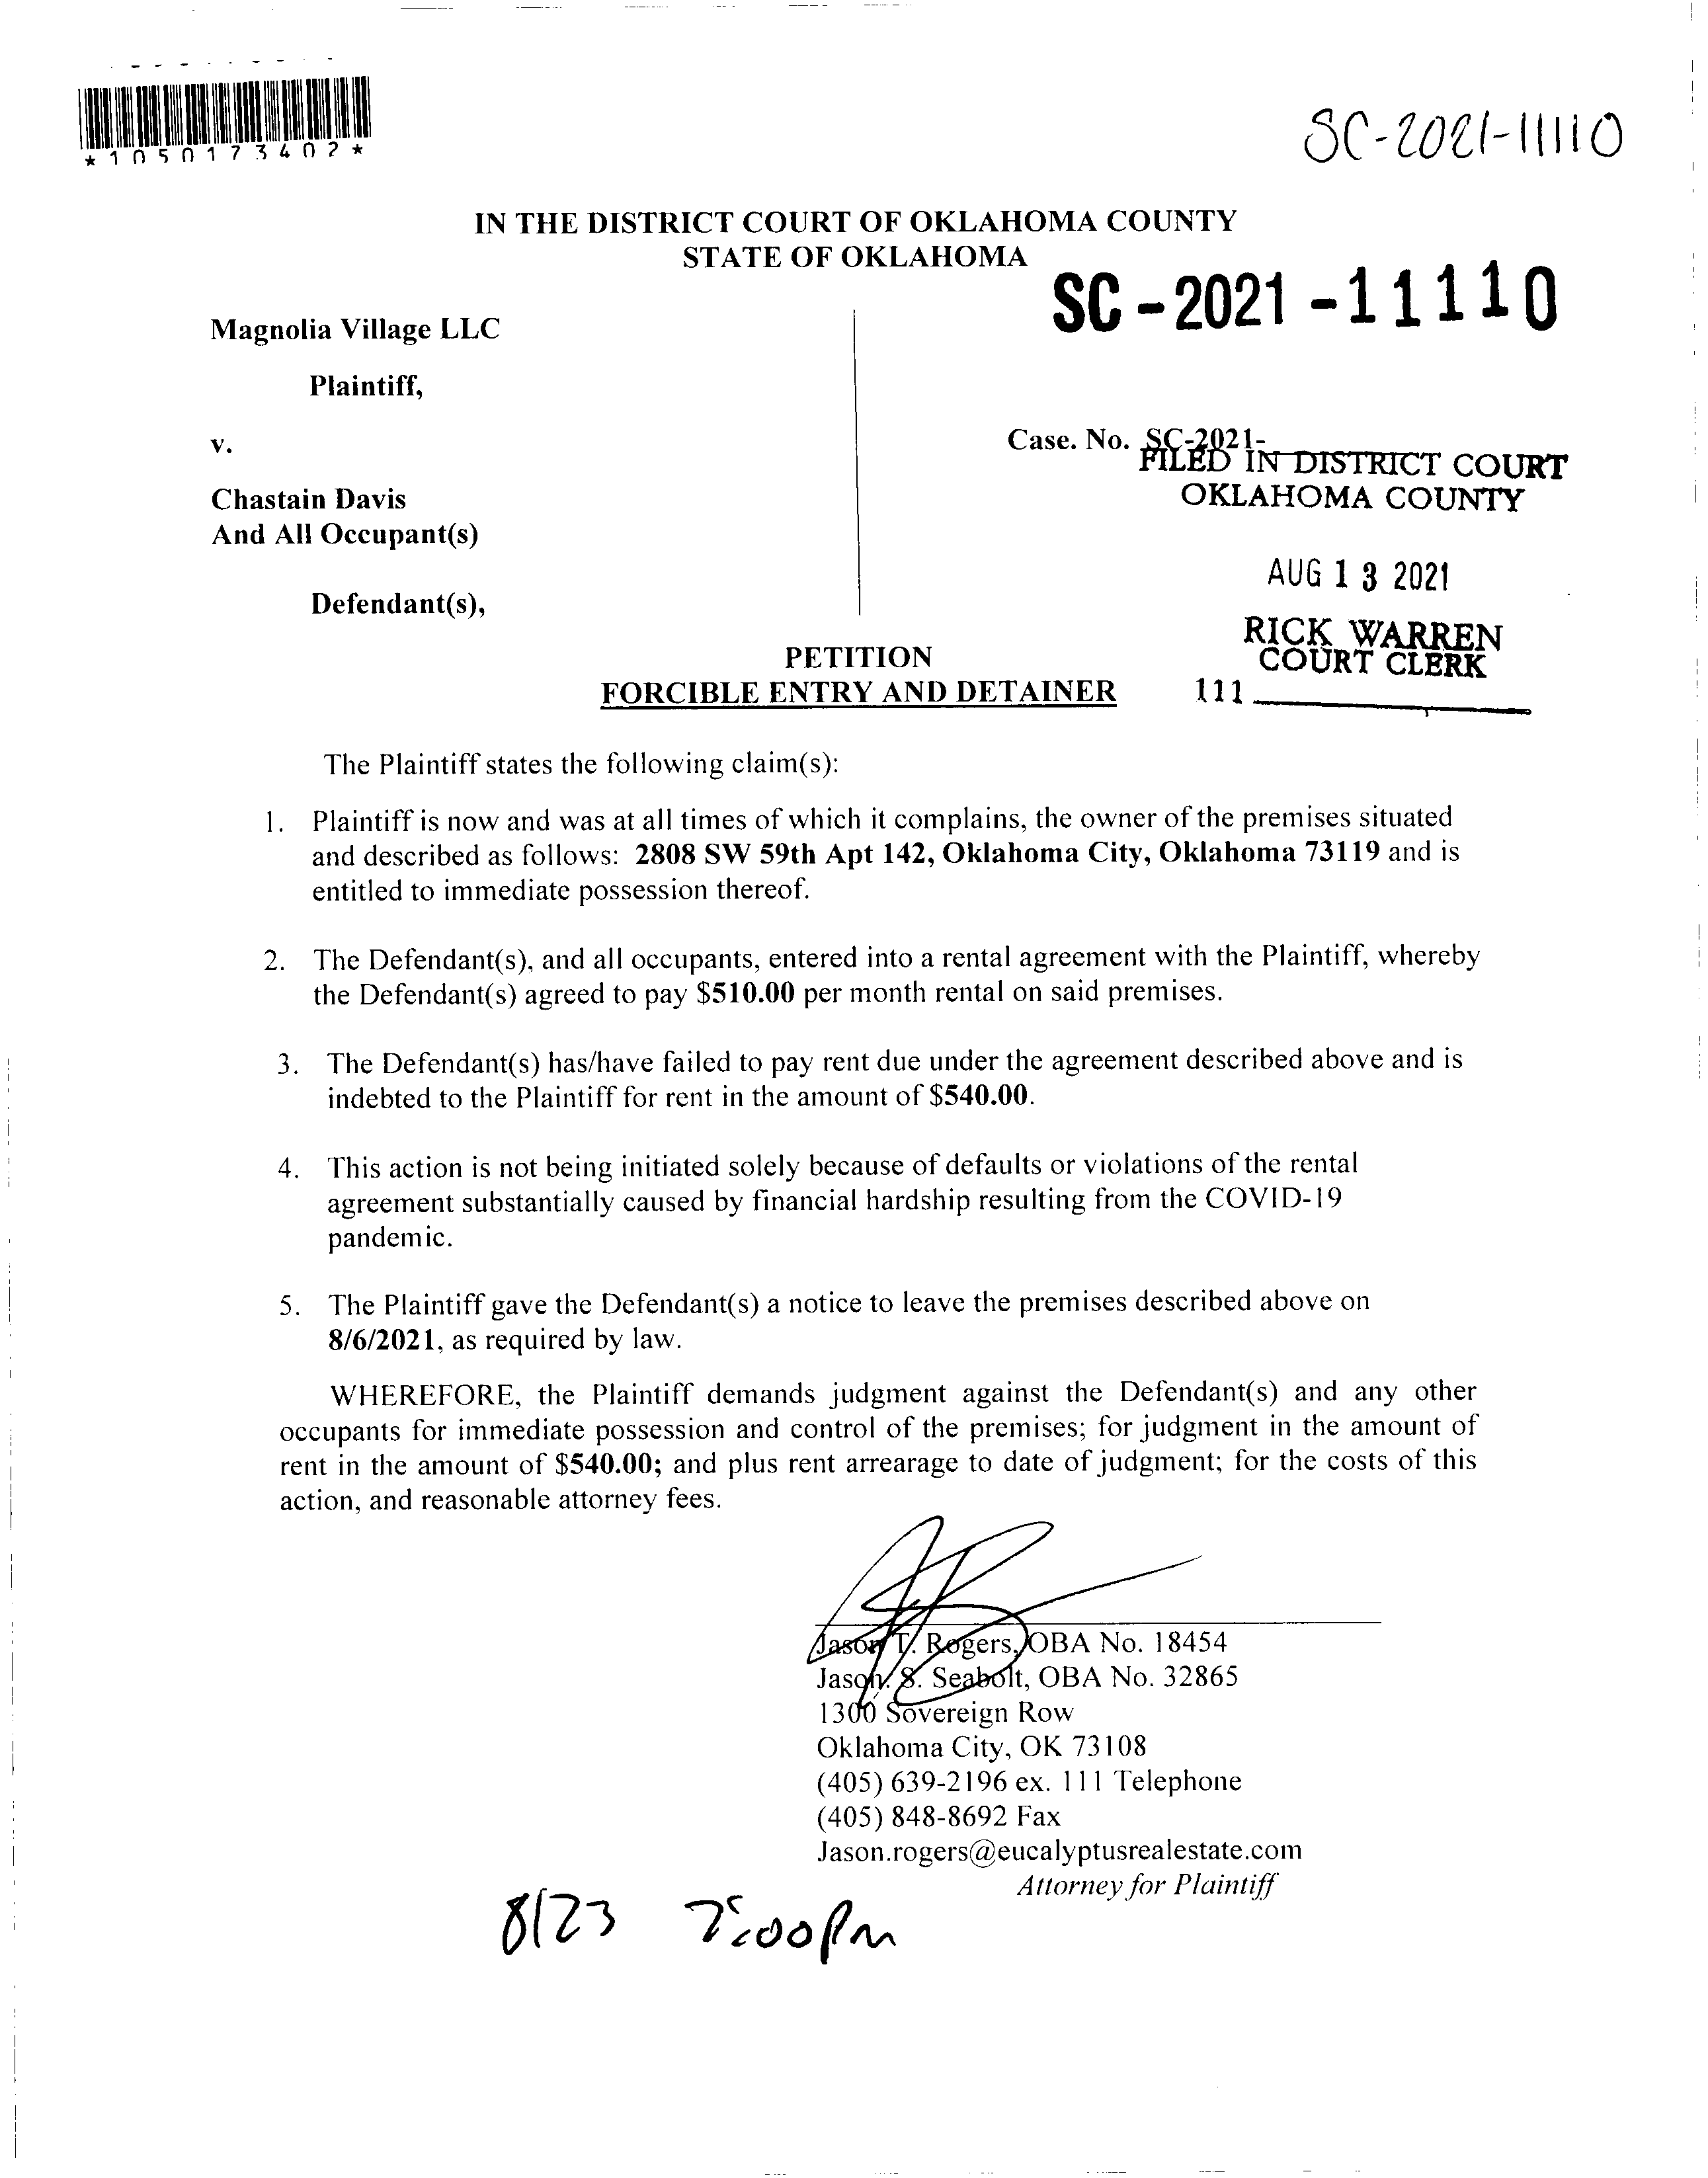 *1050173402*
SC-2021-11110
IN THE DISTRICT COURT OF OKLAHOMA COUNTY
STATE OF OKLAHOMA
SC-2021-11110
Magnolia Village LLC
Plaintiff,
v.
Case. No. SC-2021-
FILED IN DISTRICT COURT
OKLAHOMA COUNTY
Chastain Davis
And All Occupant(s)
AUG 13 2021
Defendant(s),
RICK WARREN
COURT CLERK
111
PETITION
FORCIBLE ENTRY AND DETAINER
The Plaintiff states the following claim(s):
1. Plaintiff is now and was at all times of which it complains, the owner of the premises situated
and described as follows: 2808 SW 59th Apt 142, Oklahoma City, Oklahoma 73119 and is
entitled to immediate possession thereof.
2. The Defendant(s), and all occupants, entered into a rental agreement with the Plaintiff, whereby
the Defendant(s) agreed to pay $510.00 per month rental on said premises.
3. The Defendant(s) has/have failed to pay rent due under the agreement described above and is
indebted to the Plaintiff for rent in the amount of $540.00.
4. This action is not being initiated solely because of defaults or violations of the rental
agreement substantially caused by financial hardship resulting from the COVID-19
pandemic.
5. The Plaintiff gave the Defendant(s) a notice to leave the premises described above on
8/6/2021, as required by law.
WHEREFORE, the Plaintiff demands judgment against the Defendant(s) and any other
occupants for immediate possession and control of the premises; for judgment in the amount of
rent in the amount of $540.00; and plus rent arrearage to date of judgment; for the costs of this
action, and reasonable attorney fees.
Jason T. Rogers, OBA No. 18454
Jason. S. Seabolt, OBA No. 32865
1300 Sovereign Row
Oklahoma City, OK 73108
(405) 639-2196 ex. 111 Telephone
(405) 848-8692 Fax
Jason.rogers@eucalyptusrealestate.com
Attorney for Plaintiff
8/23 2:00pm